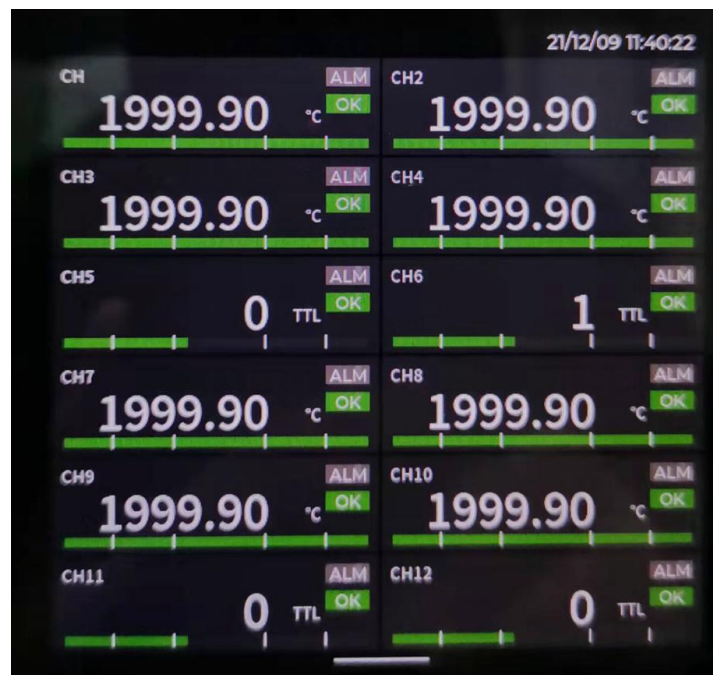 21/12/09 11:40:22
CH ALM
1999.90 °C OK
CH2 ALM
1999.90 °C OK
CH3 ALM
1999.90 °C OK
CH4 ALM
1999.90 °C OK
CH5 ALM
0 TTL OK
CH6 ALM
1 TTL OK
CH7 ALM
1999.90 °C OK
CH8 ALM
1999.90 °C OK
CH9 ALM
1999.90 °C OK
CH10 ALM
1999.90 °C OK
CH11 ALM
0 TTL OK
CH12 ALM
0 TTL OK